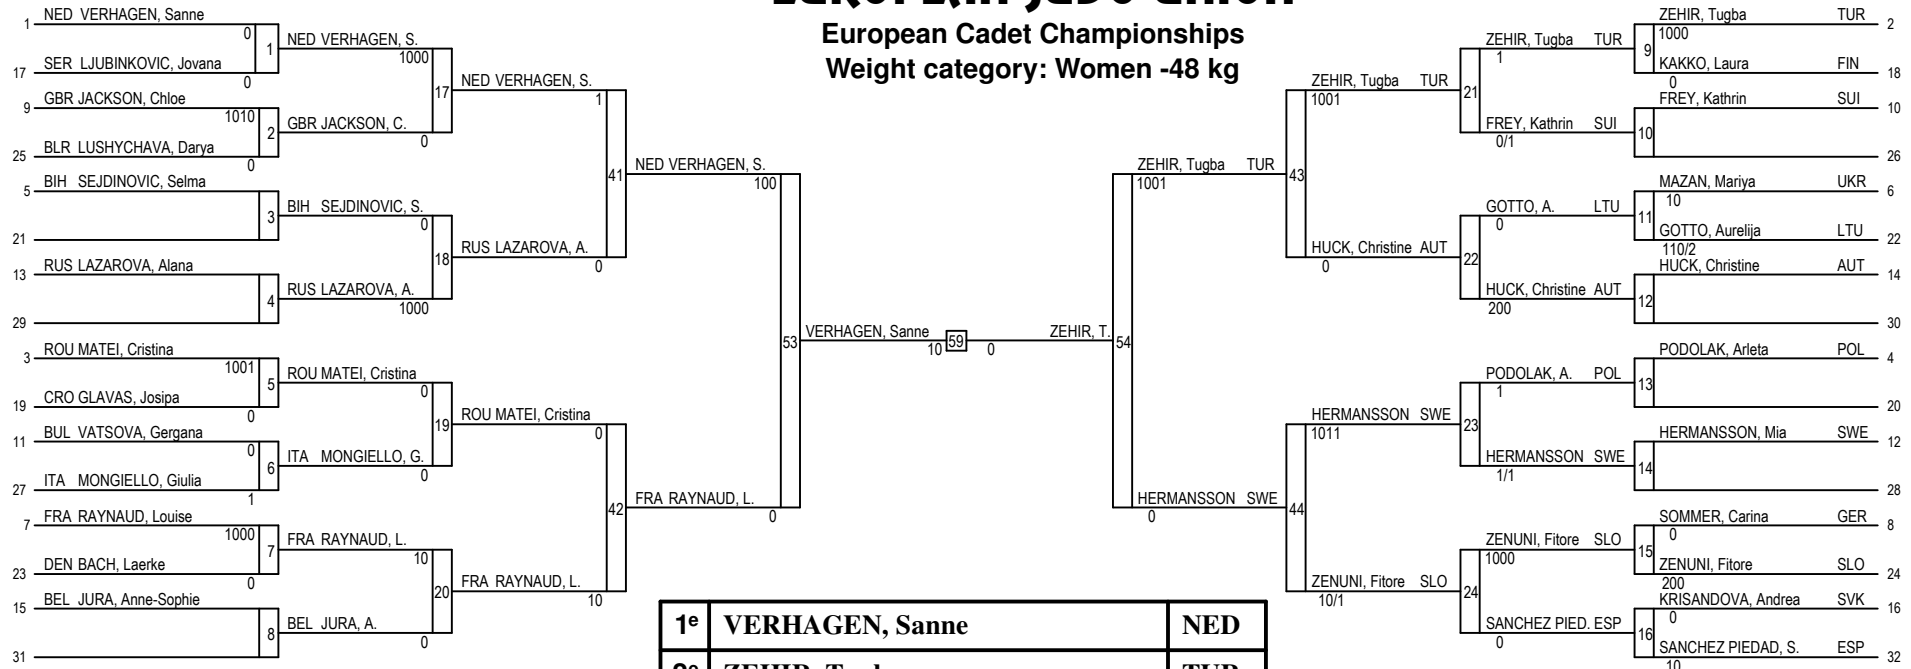 European Cadet Championships
Weight category: Women -48 kg
1 NED VERHAGEN, Sanne
0
1
17 SER LJUBINKOVIC, Jovana
0
9 GBR JACKSON, Chloe
1010
2
25 BLR LUSHYCHAVA, Darya
0
5 BIH SEJDINOVIC, Selma
3
21
13 RUS LAZAROVA, Alana
4
29
3 ROU MATEI, Cristina
1001
5
19 CRO GLAVAS, Josipa
0
11 BUL VATSOVA, Gergana
0
6
27 ITA MONGIELLO, Giulia
1
7 FRA RAYNAUD, Louise
1000
7
23 DEN BACH, Laerke
0
15 BEL JURA, Anne-Sophie
8
31
NED VERHAGEN, S.
1000
17
GBR JACKSON, C.
0
BIH SEJDINOVIC, S.
0
18
RUS LAZAROVA, A.
1000
ROU MATEI, Cristina
0
19
ITA MONGIELLO, G.
0
FRA RAYNAUD, L.
10
20
BEL JURA, A.
0
NED VERHAGEN, S.
1
41
RUS LAZAROVA, A.
0
ROU MATEI, Cristina
0
42
FRA RAYNAUD, L.
10
NED VERHAGEN, S.
100
53
FRA RAYNAUD, L.
0
VERHAGEN, Sanne
10 59 0
ZEHIR, T.
54
ZEHIR, Tugba TUR
1001
HERMANSSON SWE
0
ZEHIR, Tugba TUR
1001
43
HUCK, Christine AUT
0
HERMANSSON SWE
1011
44
ZENUNI, Fitore SLO
10/1
ZEHIR, Tugba TUR
1
21
FREY, Kathrin SUI
0/1
GOTTO, A. LTU
0
22
HUCK, Christine AUT
200
PODOLAK, A. POL
1
23
HERMANSSON SWE
1/1
ZENUNI, Fitore SLO
1000
24
SANCHEZ PIED. ESP
0
ZEHIR, Tugba TUR 2
1000
9
KAKKO, Laura FIN 18
0
FREY, Kathrin SUI 10
10
26
MAZAN, Mariya UKR 6
10
11
GOTTO, Aurelija LTU 22
110/2
HUCK, Christine AUT 14
12
30
PODOLAK, Arleta POL 4
13
20
HERMANSSON, Mia SWE 12
14
28
SOMMER, Carina GER 8
0
15
ZENUNI, Fitore SLO 24
200
KRISANDOVA, Andrea SVK 16
0
16
SANCHEZ PIEDAD, S. ESP 32
10
1e VERHAGEN, Sanne NED